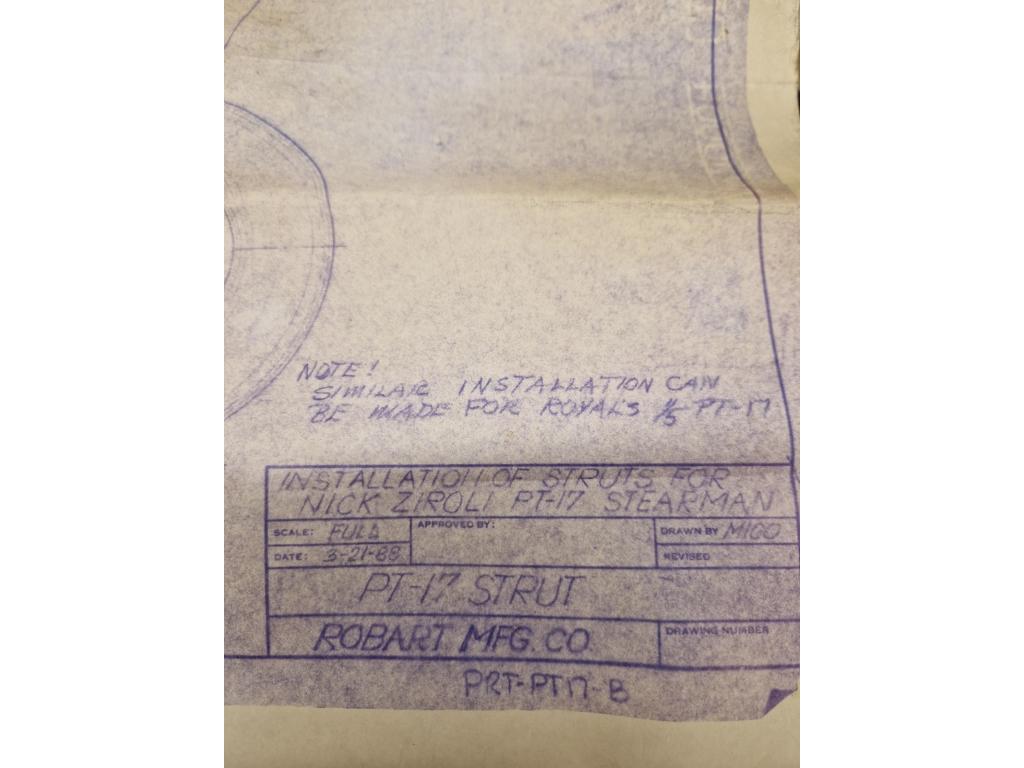 NOTE!
SIMILAR INSTALLATION CAN
BE MADE FOR ROYAL'S 1/5 PT-17
INSTALLATION OF STRUTS FOR
NICK ZIROLI PT-17 STEARMAN
SCALE: FULL
APPROVED BY:
DRAWN BY MIGO
DATE: 3-21-88
REVISED
PT-17 STRUT
ROBART MFG. CO.
DRAWING NUMBER
PRT-PT17-B